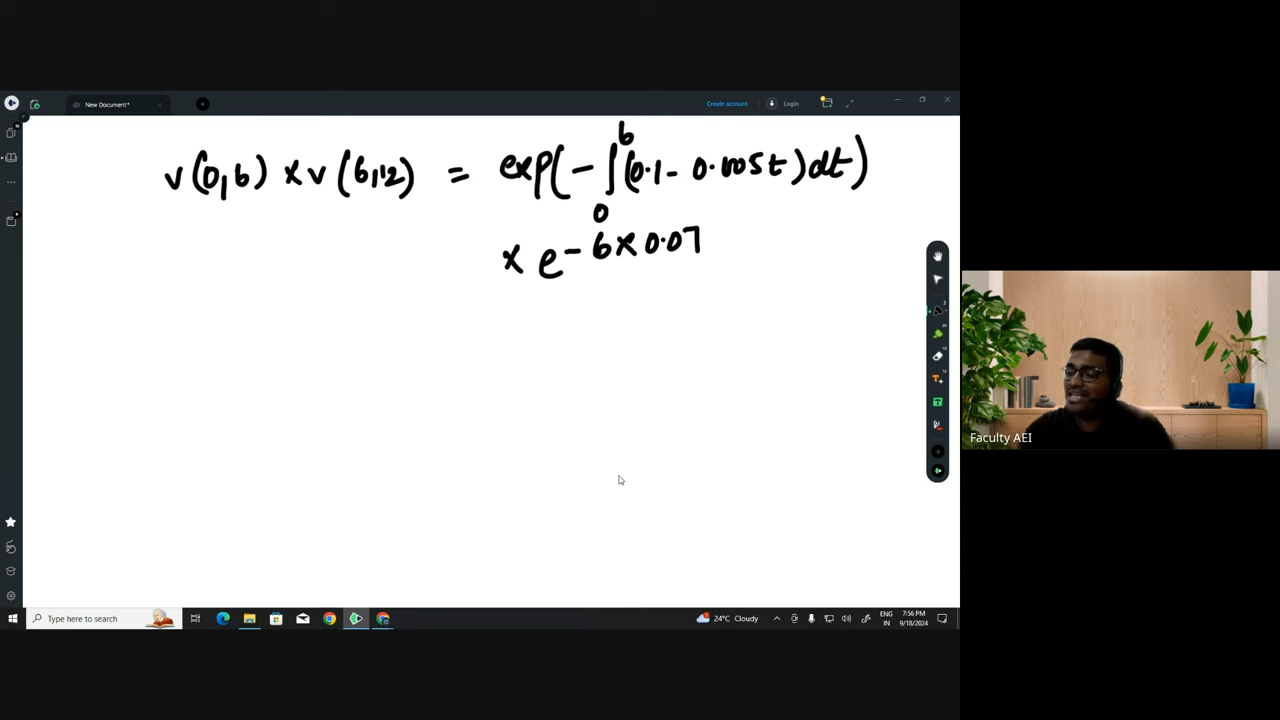 New Document*
Create account
Login
v(0,6) × v(6,12) = exp(- ∫₀⁶ (0.1 - 0.005t)dt)
× e^{-6×0.07}
Faculty AEI
Type here to search
24°C Cloudy
ENG
IN
7:56 PM
9/18/2024